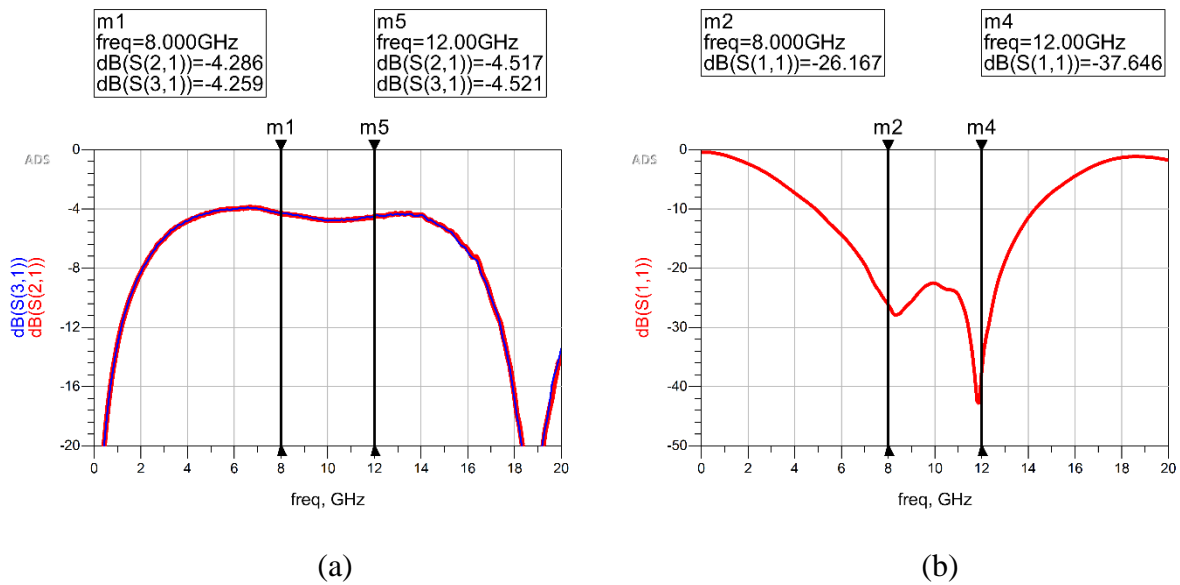 m1
freq=8.000GHz
dB(S(2,1))=-4.286
dB(S(3,1))=-4.259
m5
freq=12.00GHz
dB(S(2,1))=-4.517
dB(S(3,1))=-4.521
m1
m5
ADS
0
-4
-8
-12
-16
-20
dB(S(3,1))
dB(S(2,1))
0 2 4 6 8 10 12 14 16 18 20
freq, GHz
(a)
m2
freq=8.000GHz
dB(S(1,1))=-26.167
m4
freq=12.00GHz
dB(S(1,1))=-37.646
m2
m4
ADS
0
-10
-20
-30
-40
-50
dB(S(1,1))
0 2 4 6 8 10 12 14 16 18 20
freq, GHz
(b)